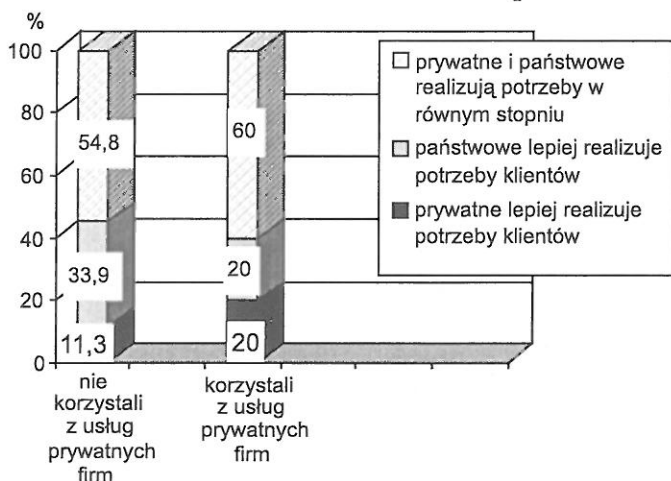 %
100
80
60
40
20
0
54,8
33,9
11,3
60
20
20
nie
korzystali
z usług
prywatnych
firm
korzystali
z usług
prywatnych
firm
prywatne i państwowe
realizują potrzeby w
równym stopniu
państwowe lepiej realizuje
potrzeby klientów
prywatne lepiej realizuje
potrzeby klientów